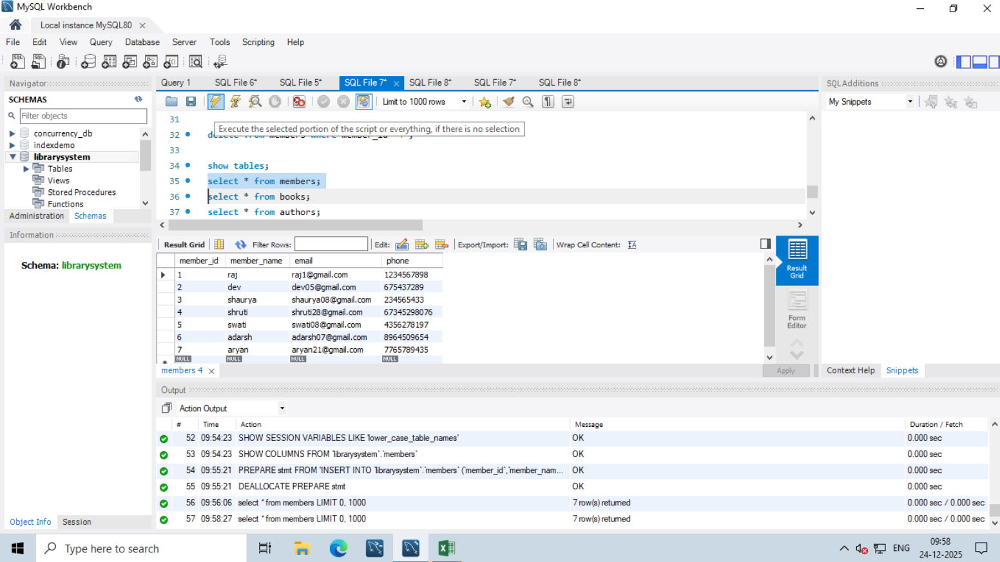 MySQL Workbench
Local instance MySQL80
File Edit View Query Database Server Tools Scripting Help
Navigator
SCHEMAS
Filter objects
concurrency_db
indexdemo
librarysystem
Tables
Views
Stored Procedures
Functions
Administration Schemas
Information
Schema: librarysystem
Object Info Session
Query 1 SQL File 6* SQL File 5* SQL File 7* SQL File 8* SQL File 7* SQL File 8*
Limit to 1000 rows
31
Execute the selected portion of the script or everything, if there is no selection
32
33
34 show tables;
35 select * from members;
36 select * from books;
37 select * from authors;
Result Grid Filter Rows: Edit: Export/Import: Wrap Cell Content:
member_id member_name email phone
1 raj raj1@gmail.com 1234567898
2 dev dev05@gmail.com 675437289
3 shaurya shaurya08@gmail.com 234565433
4 shruti shruti28@gmail.com 67345298076
5 swati swati08@gmail.com 4356278197
6 adarsh adarsh07@gmail.com 8964509654
7 aryan aryan21@gmail.com 7765789435
NULL NULL NULL NULL
Result
Grid
Form
Editor
members 4
Apply
SQLAdditions
My Snippets
Context Help Snippets
Output
Action Output
# Time Action Message Duration / Fetch
52 09:54:23 SHOW SESSION VARIABLES LIKE 'lower_case_table_names' OK 0.000 sec
53 09:54:23 SHOW COLUMNS FROM `librarysystem`.`members` OK 0.000 sec
54 09:55:21 PREPARE stmt FROM 'INSERT INTO `librarysystem`.`members` (`member_id`,`member_nam... OK 0.000 sec
55 09:55:21 DEALLOCATE PREPARE stmt OK 0.000 sec
56 09:56:06 select * from members LIMIT 0, 1000 7 row(s) returned 0.000 sec / 0.000 sec
57 09:58:27 select * from members LIMIT 0, 1000 7 row(s) returned 0.000 sec / 0.000 sec
Type here to search
ENG
09:58
24-12-2025